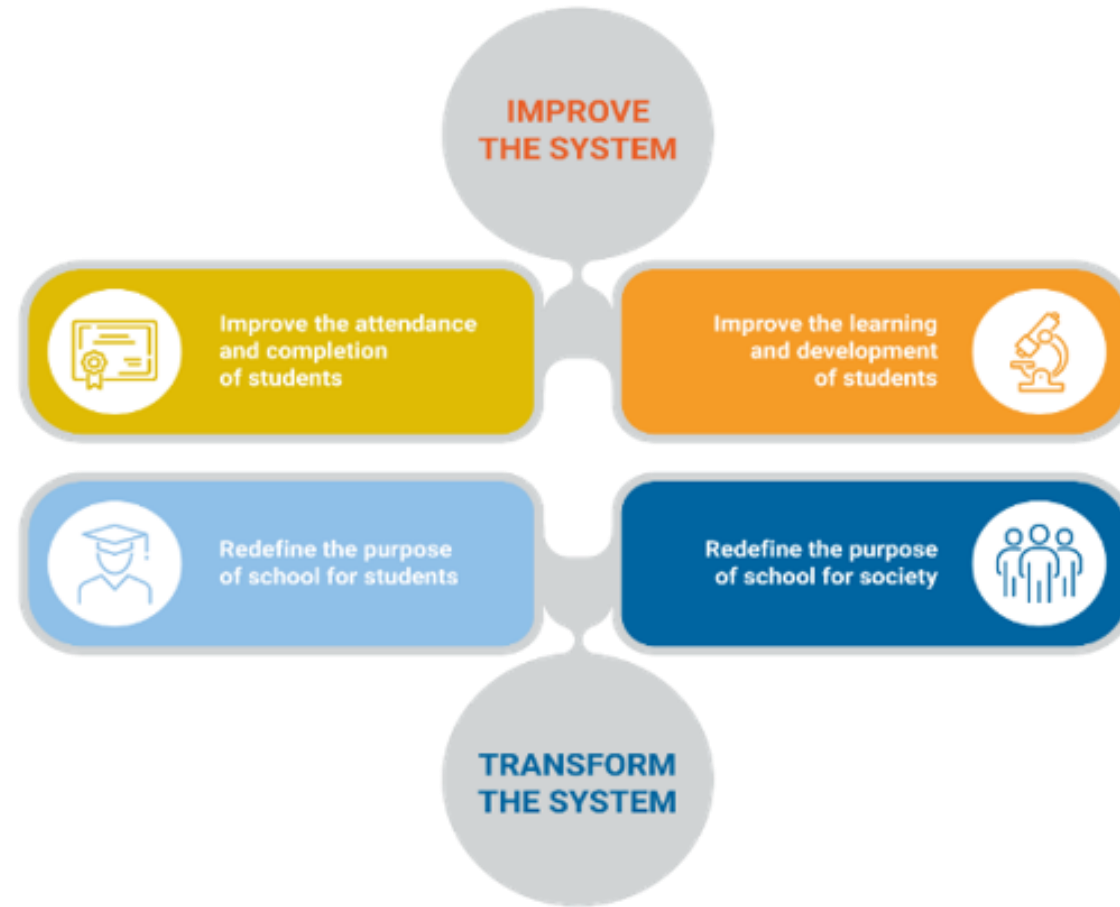 IMPROVE
THE SYSTEM
Improve the attendance
and completion
of students
Improve the learning
and development
of students
Redefine the purpose
of school for students
Redefine the purpose
of school for society
TRANSFORM
THE SYSTEM